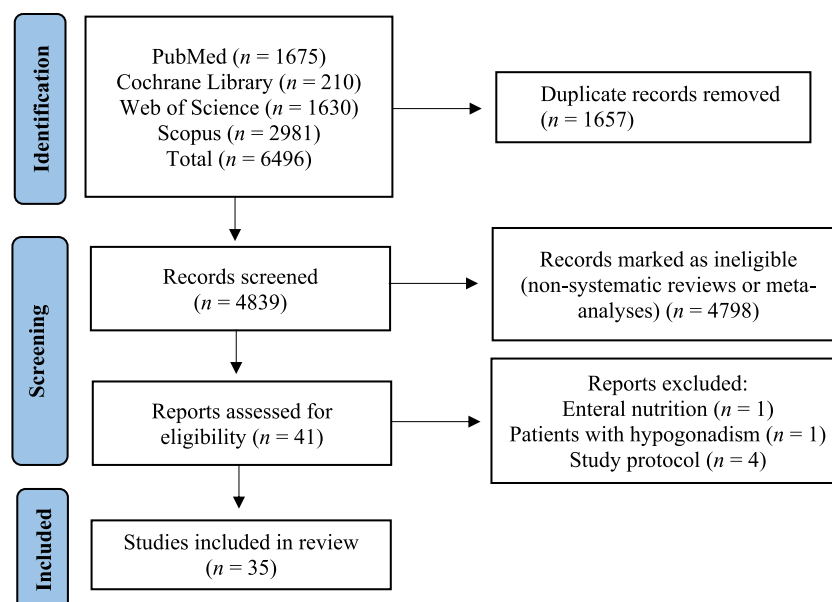 Identification
PubMed (n = 1675)
Cochrane Library (n = 210)
Web of Science (n = 1630)
Scopus (n = 2981)
Total (n = 6496)
Duplicate records removed
(n = 1657)
Screening
Records screened
(n = 4839)
Records marked as ineligible
(non-systematic reviews or meta-
analyses) (n = 4798)
Reports assessed for
eligibility (n = 41)
Reports excluded:
Enteral nutrition (n = 1)
Patients with hypogonadism (n = 1)
Study protocol (n = 4)
Included
Studies included in review
(n = 35)